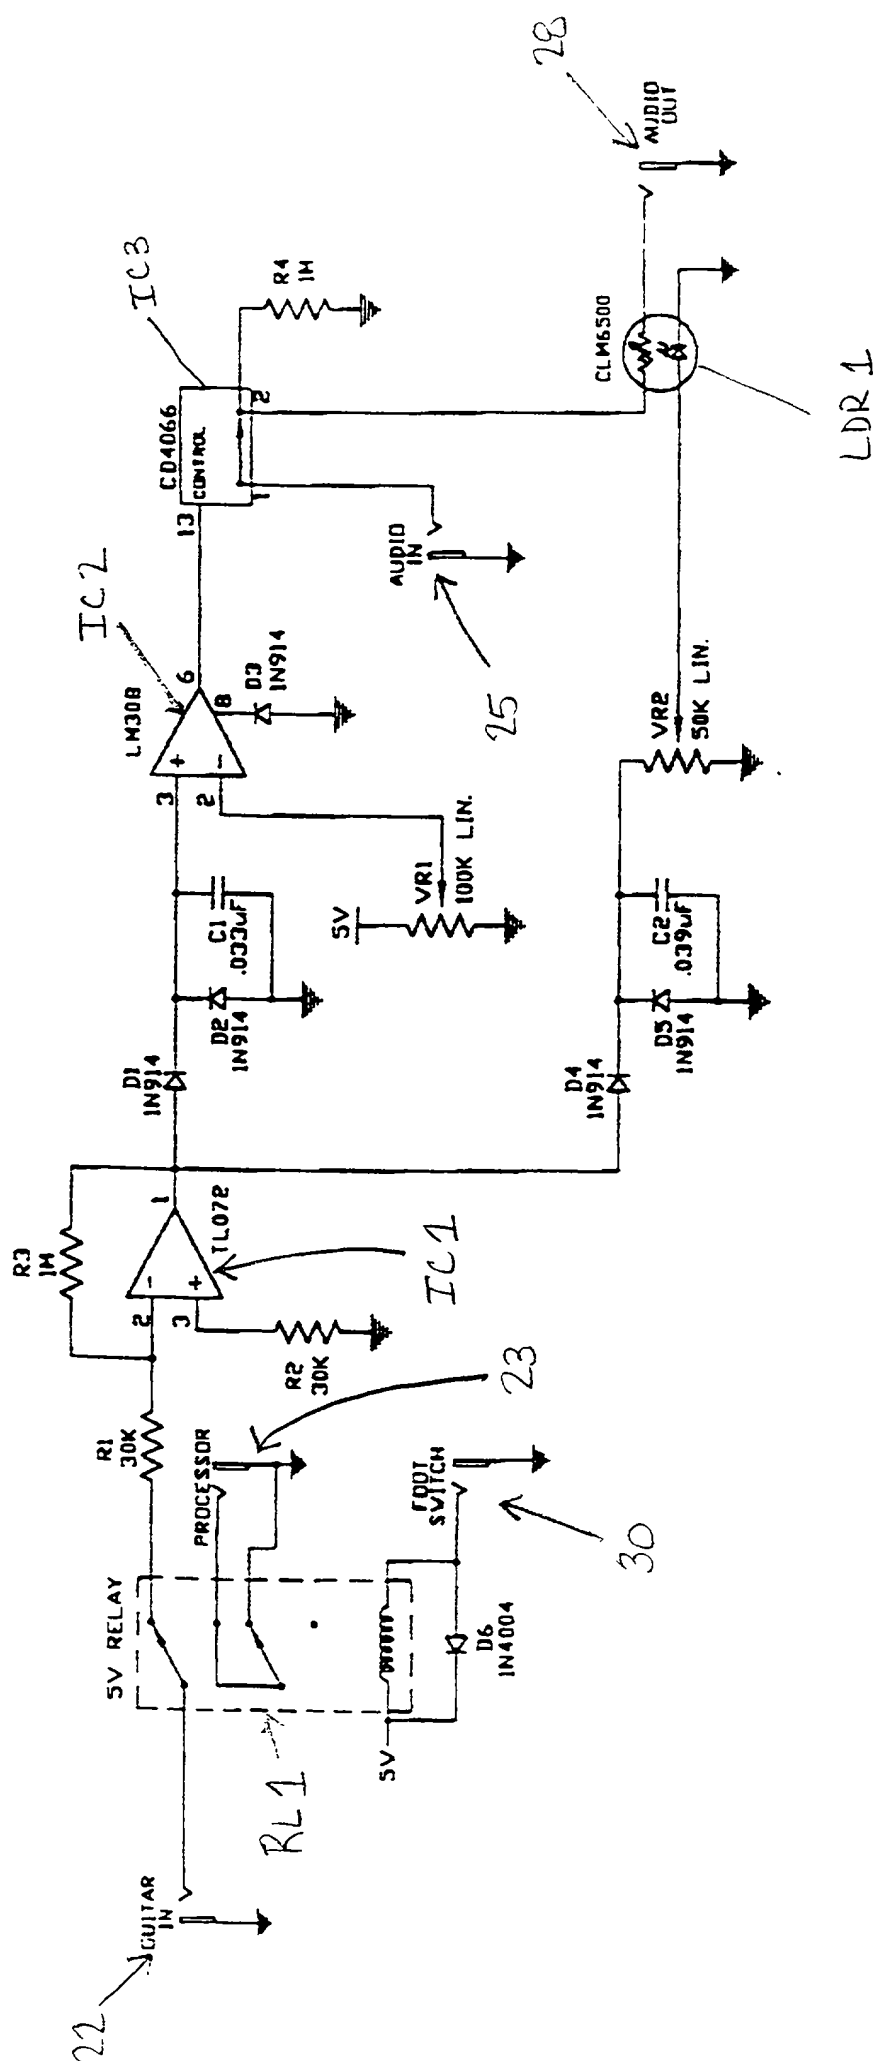 22
GUITAR
IN
RL1
5V RELAY
5V
D6
1N4004
PROCESSOR
23
FOOT
SWITCH
30
R1
30K
R2
30K
R3
1M
2
3
-
+
1
TL072
IC1
D1
1N914
D2
1N914
C1
.033uF
D4
1N914
D5
1N914
C2
.039uF
5V
VR1
100K LIN.
VR2
50K LIN.
3
2
+
-
6
8
LM308
IC2
D3
1N914
13
CD4066
CONTROL
1
2
IC3
R4
1M
AUDIO
IN
25
CLM6500
LDR1
AUDIO
OUT
28